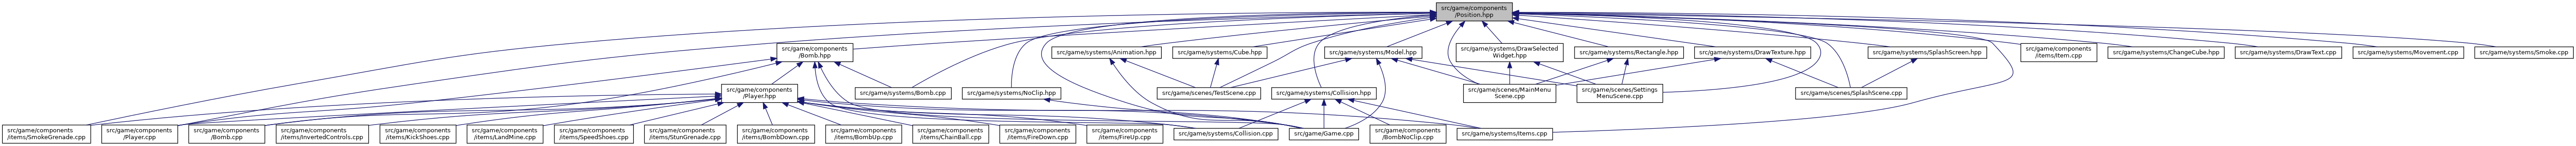 src/game/components
/Position.hpp
src/game/components
/Bomb.hpp
src/game/systems/Animation.hpp
src/game/systems/Cube.hpp
src/game/systems/Model.hpp
src/game/systems/DrawSelected
Widget.hpp
src/game/systems/Rectangle.hpp
src/game/systems/DrawTexture.hpp
src/game/systems/SplashScreen.hpp
src/game/components
/items/Item.cpp
src/game/systems/ChangeCube.hpp
src/game/systems/DrawText.cpp
src/game/systems/Movement.cpp
src/game/systems/Smoke.cpp
src/game/components
/Player.hpp
src/game/systems/Bomb.cpp
src/game/systems/NoClip.hpp
src/game/scenes/TestScene.cpp
src/game/systems/Collision.hpp
src/game/scenes/MainMenu
Scene.cpp
src/game/scenes/Settings
MenuScene.cpp
src/game/scenes/SplashScene.cpp
src/game/components
/items/SmokeGrenade.cpp
src/game/components
/Player.cpp
src/game/components
/Bomb.cpp
src/game/components
/items/InvertedControls.cpp
src/game/components
/items/KickShoes.cpp
src/game/components
/items/LandMine.cpp
src/game/components
/items/SpeedShoes.cpp
src/game/components
/items/StunGrenade.cpp
src/game/components
/items/BombDown.cpp
src/game/components
/items/BombUp.cpp
src/game/components
/items/ChainBall.cpp
src/game/components
/items/FireDown.cpp
src/game/components
/items/FireUp.cpp
src/game/systems/Collision.cpp
src/game/Game.cpp
src/game/components
/BombNoClip.cpp
src/game/systems/Items.cpp